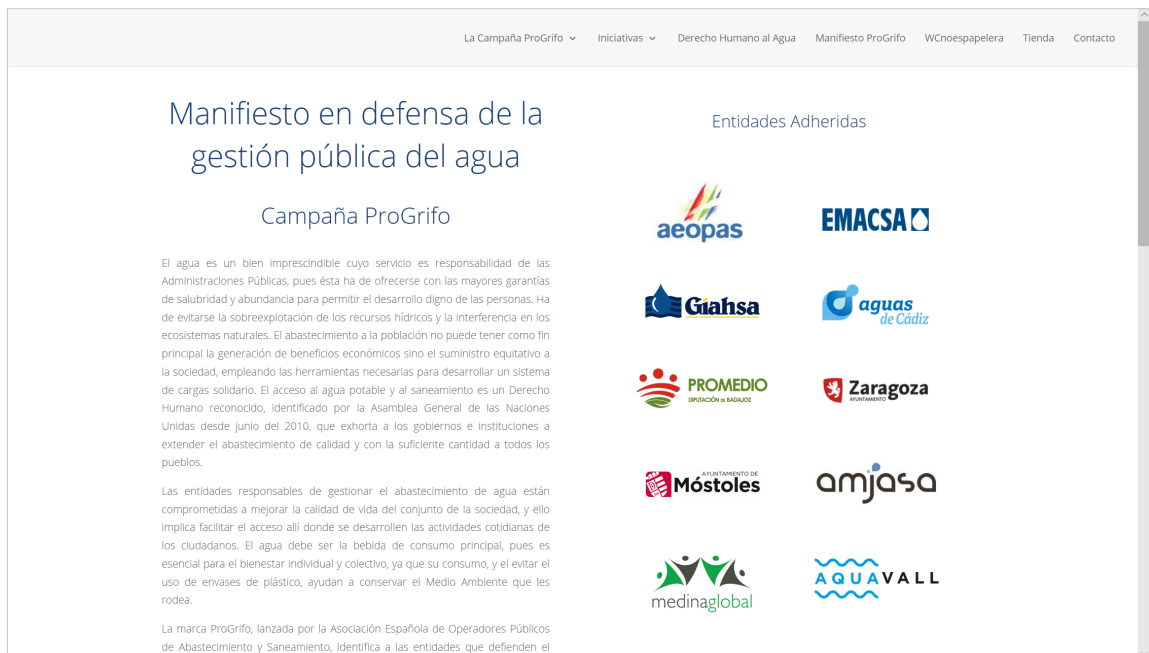 La Campaña ProGrifo
Iniciativas
Derecho Humano al Agua
Manifiesto ProGrifo
WCnoespapelera
Tienda
Contacto
Manifiesto en defensa de la
gestión pública del agua
Campaña ProGrifo
El agua es un bien imprescindible cuyo servicio es responsabilidad de las
Administraciones Públicas, pues ésta ha de ofrecerse con las mayores garantías
de salubridad y abundancia para permitir el desarrollo digno de las personas. Ha
de evitarse la sobreexplotación de los recursos hídricos y la interferencia en los
ecosistemas naturales. El abastecimiento a la población no puede tener como fin
principal la generación de beneficios económicos sino el suministro equitativo a
la sociedad, empleando las herramientas necesarias para desarrollar un sistema
de cargas solidario. El acceso al agua potable y al saneamiento es un Derecho
Humano reconocido, identificado por la Asamblea General de las Naciones
Unidas desde junio del 2010, que exhorta a los gobiernos e instituciones a
extender el abastecimiento de calidad y con la suficiente cantidad a todos los
pueblos.
Las entidades responsables de gestionar el abastecimiento de agua están
comprometidas a mejorar la calidad de vida del conjunto de la sociedad, y ello
implica facilitar el acceso allí donde se desarrollen las actividades cotidianas de
los ciudadanos. El agua debe ser la bebida de consumo principal, pues es
esencial para el bienestar individual y colectivo, ya que su consumo, y el evitar el
uso de envases de plástico, ayudan a conservar el Medio Ambiente que les
rodea.
La marca ProGrifo, lanzada por la Asociación Española de Operadores Públicos
de Abastecimiento y Saneamiento, identifica a las entidades que defienden el
Entidades Adheridas
aeopas
EMACSA
Giahsa
aguas
de Cádiz
PROMEDIO
DIPUTACIÓN DE BADAJOZ
Zaragoza
AYUNTAMIENTO
AYUNTAMIENTO DE
Móstoles
amjasa
medinaglobal
AQUAVALL